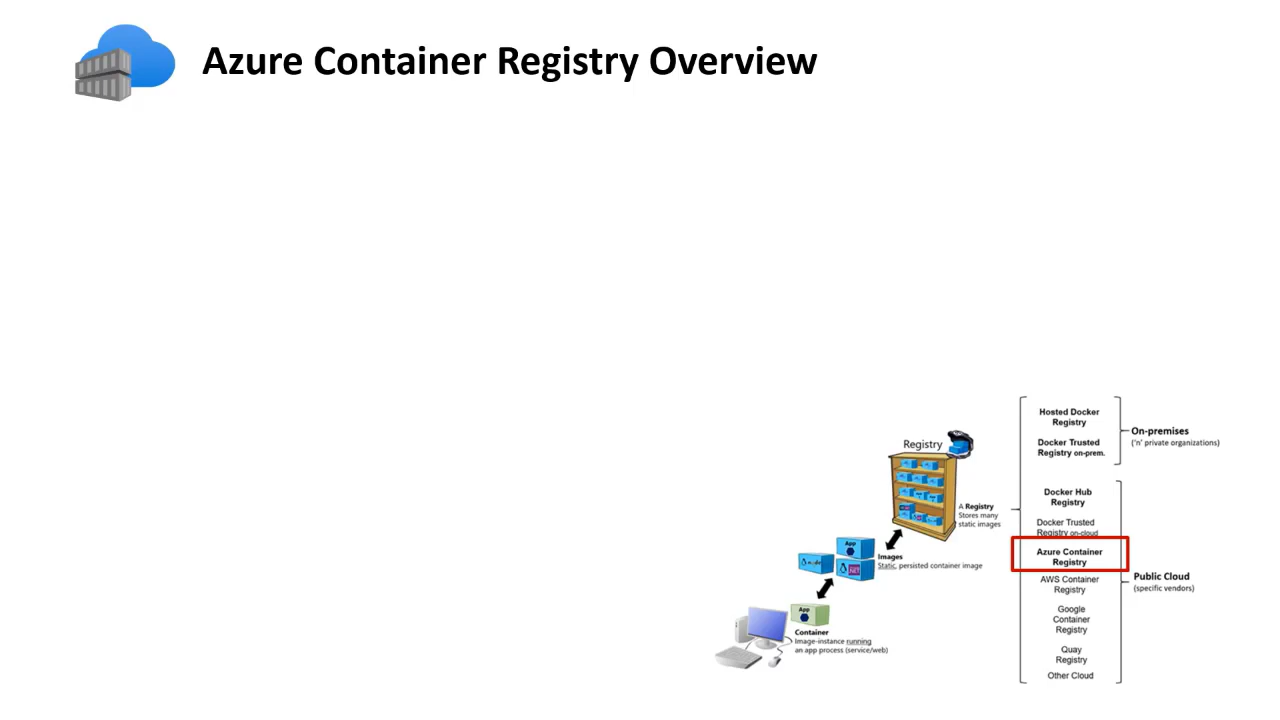 Azure Container Registry Overview
Registry
A Registry
Stores many
static images
App
Images
Static, persisted container image
App
Container
Image-instance running
an app process (service/web)
Hosted Docker
Registry
Docker Trusted
Registry on-prem.
On-premises
('n' private organizations)
Docker Hub
Registry
Docker Trusted
Registry on-cloud
Azure Container
Registry
AWS Container
Registry
Google
Container
Registry
Quay
Registry
Other Cloud
Public Cloud
(specific vendors)